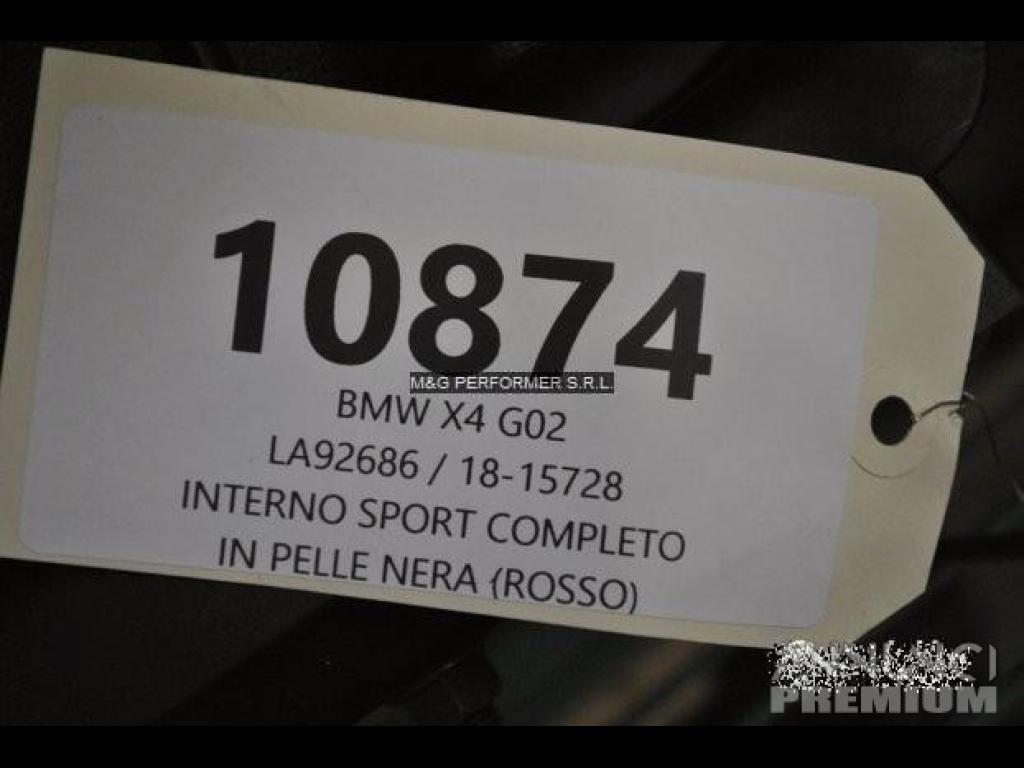 10874
M&G PERFORMER S.R.L.
BMW X4 G02
LA92686 / 18-15728
INTERNO SPORT COMPLETO
IN PELLE NERA (ROSSO)
PREMIUM